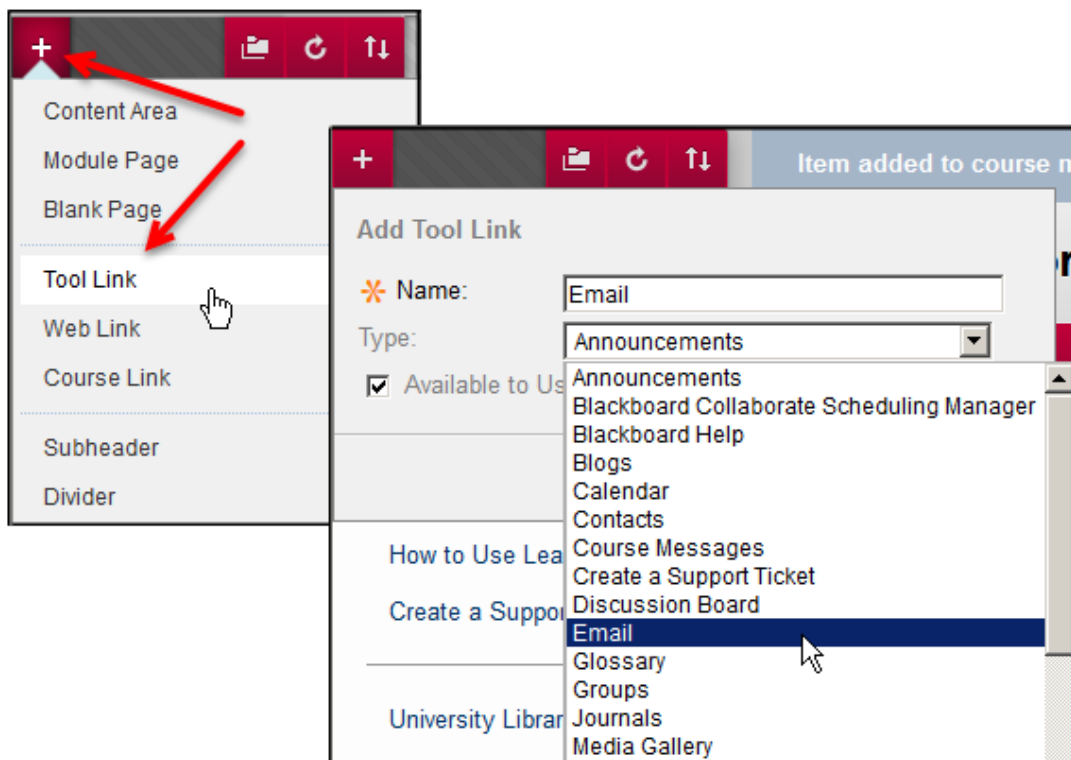 +
Content Area
Module Page
Blank Page
Tool Link
Web Link
Course Link
Subheader
Divider
+
Item added to course
Add Tool Link
Name:
Email
Type:
Announcements
Available to Us
Announcements
Blackboard Collaborate Scheduling Manager
Blackboard Help
Blogs
Calendar
Contacts
Course Messages
Create a Support Ticket
Discussion Board
Email
Glossary
Groups
Journals
Media Gallery
How to Use Lea
Create a Suppo
University Librar